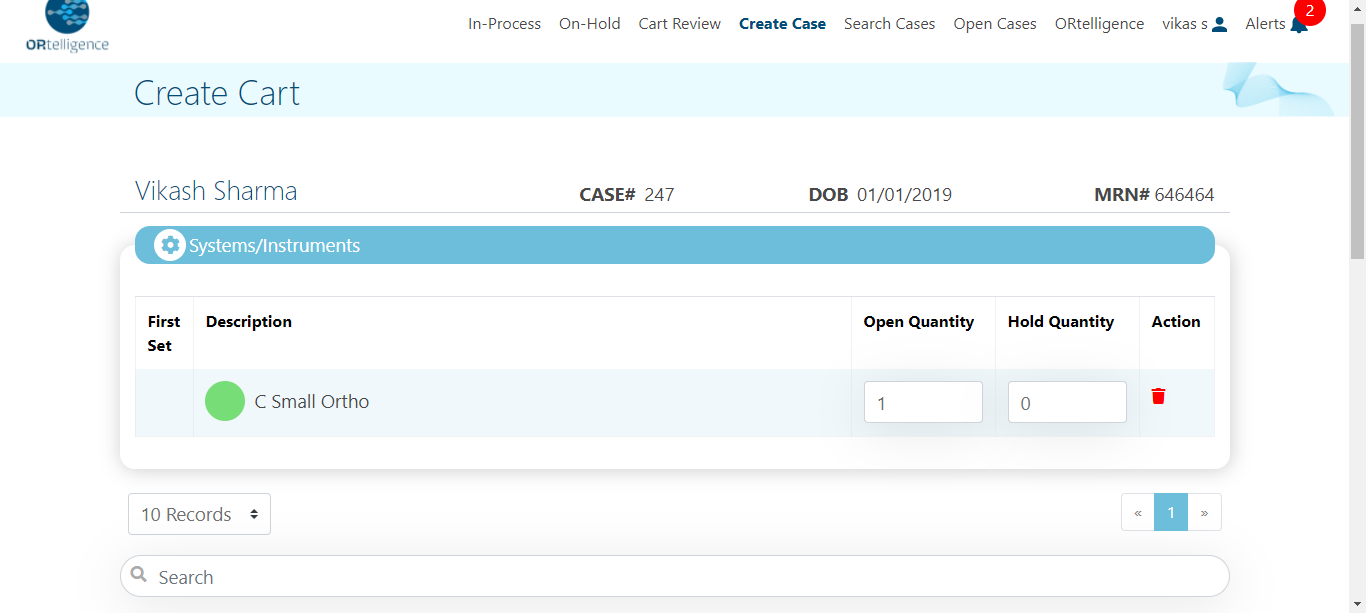 ORtelligence
In-Process On-Hold Cart Review Create Case Search Cases Open Cases ORtelligence vikas s Alerts 2
Create Cart
Vikash Sharma CASE# 247 DOB 01/01/2019 MRN# 646464
Systems/Instruments
First Set Description Open Quantity Hold Quantity Action
C Small Ortho 1 0
10 Records « 1 »
Search